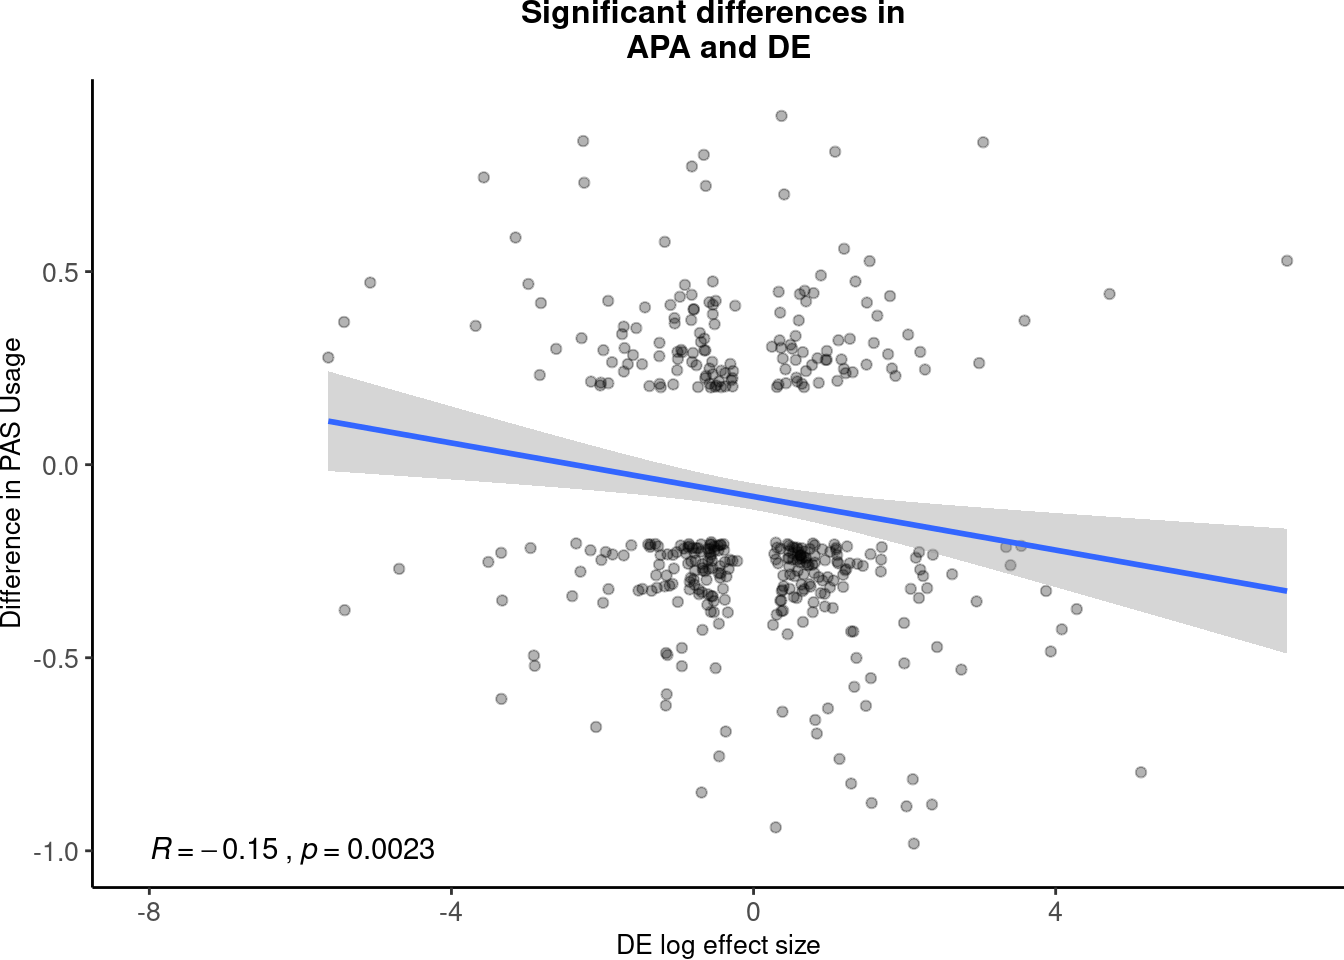 Significant differences in
APA and DE
Difference in PAS Usage
0.5
0.0
-0.5
-1.0
R = −0.15 , p = 0.0023
-8
-4
0
4
DE log effect size